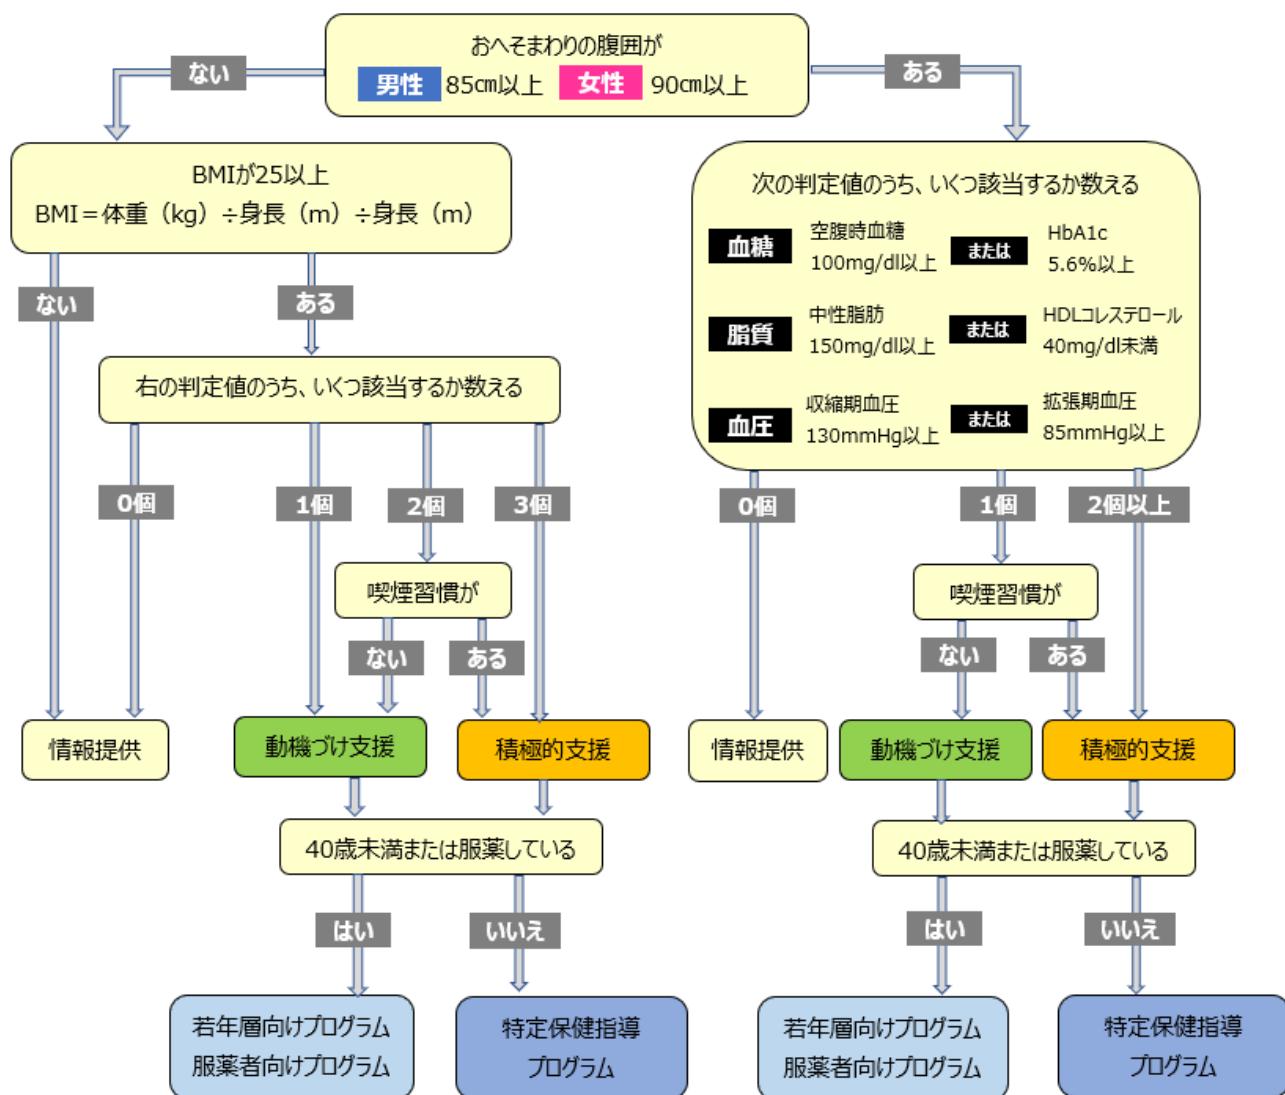 おへそまわりの腹囲が
男性 85㎝以上 女性 90㎝以上
ない
ある
BMIが25以上
BMI＝体重（kg）÷身長（m）÷身長（m）
ない
ある
右の判定値のうち、いくつ該当するか数える
0個
1個
2個
3個
喫煙習慣が
ない
ある
情報提供
動機づけ支援
積極的支援
40歳未満または服薬している
はい
いいえ
若年層向けプログラム
服薬者向けプログラム
特定保健指導
プログラム
次の判定値のうち、いくつ該当するか数える
血糖 空腹時血糖 100mg/dl以上 または HbA1c 5.6%以上
脂質 中性脂肪 150mg/dl以上 または HDLコレステロール 40mg/dl未満
血圧 収縮期血圧 130mmHg以上 または 拡張期血圧 85mmHg以上
0個
1個
2個以上
喫煙習慣が
ない
ある
情報提供
動機づけ支援
積極的支援
40歳未満または服薬している
はい
いいえ
若年層向けプログラム
服薬者向けプログラム
特定保健指導
プログラム